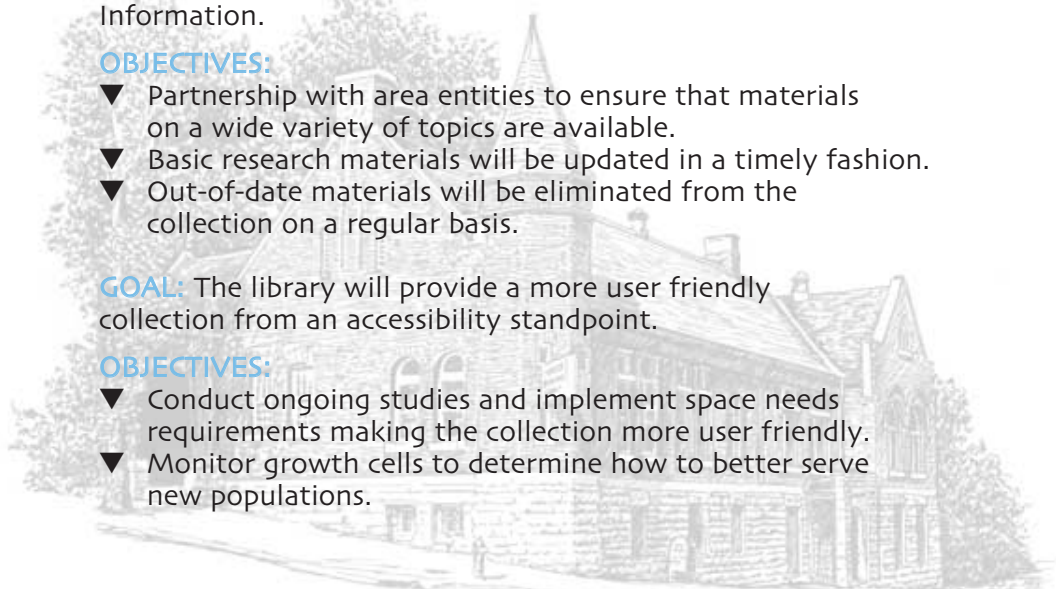 Information.
OBJECTIVES:
▼ Partnership with area entities to ensure that materials
on a wide variety of topics are available.
▼ Basic research materials will be updated in a timely fashion.
▼ Out-of-date materials will be eliminated from the
collection on a regular basis.
GOAL: The library will provide a more user friendly
collection from an accessibility standpoint.
OBJECTIVES:
▼ Conduct ongoing studies and implement space needs
requirements making the collection more user friendly.
▼ Monitor growth cells to determine how to better serve
new populations.